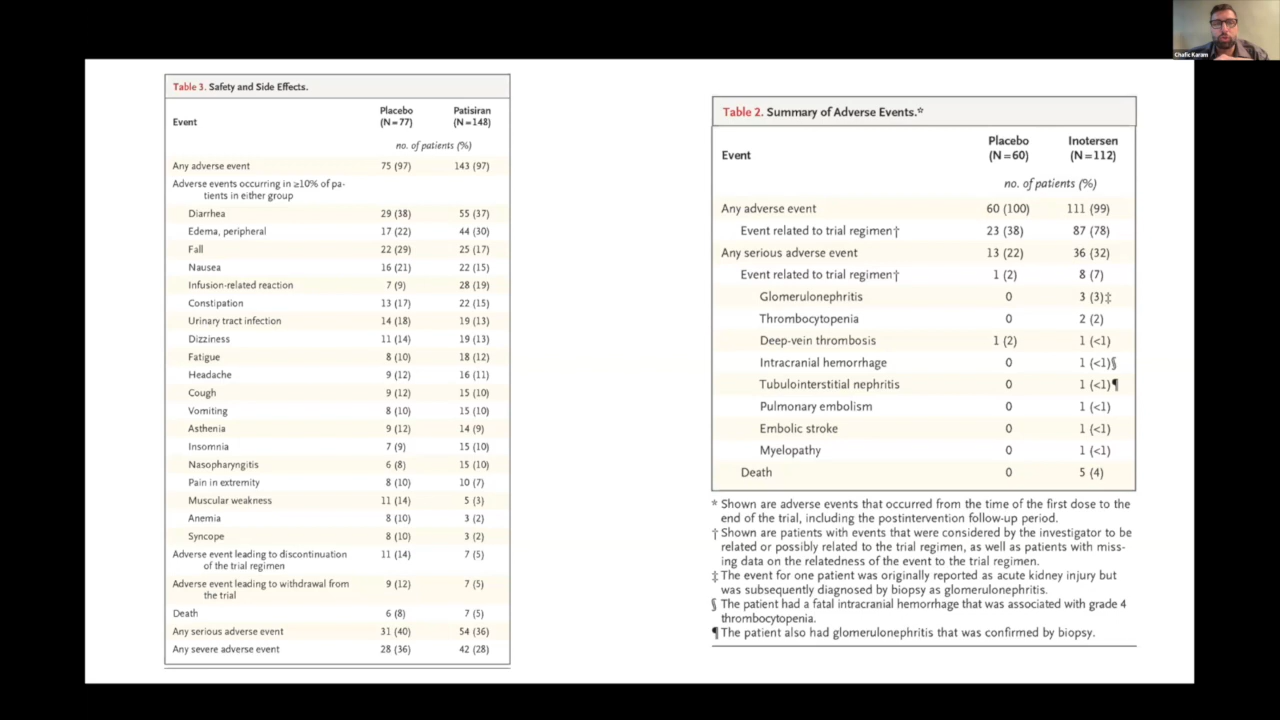 Chafic Karam
Table 3. Safety and Side Effects.
Event Placebo (N=77) Patisiran (N=148)
no. of patients (%)
Any adverse event 75 (97) 143 (97)
Adverse events occurring in ≥10% of pa-
tients in either group
Diarrhea 29 (38) 55 (37)
Edema, peripheral 17 (22) 44 (30)
Fall 22 (29) 25 (17)
Nausea 16 (21) 22 (15)
Infusion-related reaction 7 (9) 28 (19)
Constipation 13 (17) 22 (15)
Urinary tract infection 14 (18) 19 (13)
Dizziness 11 (14) 19 (13)
Fatigue 8 (10) 18 (12)
Headache 9 (12) 16 (11)
Cough 9 (12) 15 (10)
Vomiting 8 (10) 15 (10)
Asthenia 9 (12) 14 (9)
Insomnia 7 (9) 15 (10)
Nasopharyngitis 6 (8) 15 (10)
Pain in extremity 8 (10) 10 (7)
Muscular weakness 11 (14) 5 (3)
Anemia 8 (10) 3 (2)
Syncope 8 (10) 3 (2)
Adverse event leading to discontinuation 11 (14) 7 (5)
of the trial regimen
Adverse event leading to withdrawal from 9 (12) 7 (5)
the trial
Death 6 (8) 7 (5)
Any serious adverse event 31 (40) 54 (36)
Any severe adverse event 28 (36) 42 (28)
Table 2. Summary of Adverse Events.*
Event Placebo (N=60) Inotersen (N=112)
no. of patients (%)
Any adverse event 60 (100) 111 (99)
Event related to trial regimen† 23 (38) 87 (78)
Any serious adverse event 13 (22) 36 (32)
Event related to trial regimen† 1 (2) 8 (7)
Glomerulonephritis 0 3 (3)‡
Thrombocytopenia 0 2 (2)
Deep-vein thrombosis 1 (2) 1 (<1)
Intracranial hemorrhage 0 1 (<1)§
Tubulointerstitial nephritis 0 1 (<1)¶
Pulmonary embolism 0 1 (<1)
Embolic stroke 0 1 (<1)
Myelopathy 0 1 (<1)
Death 0 5 (4)
* Shown are adverse events that occurred from the time of the first dose to the
end of the trial, including the postintervention follow-up period.
† Shown are patients with events that were considered by the investigator to be
related or possibly related to the trial regimen, as well as patients with miss-
ing data on the relatedness of the event to the trial regimen.
‡ The event for one patient was originally reported as acute kidney injury but
was subsequently diagnosed by biopsy as glomerulonephritis.
§ The patient had a fatal intracranial hemorrhage that was associated with grade 4
thrombocytopenia.
¶ The patient also had glomerulonephritis that was confirmed by biopsy.